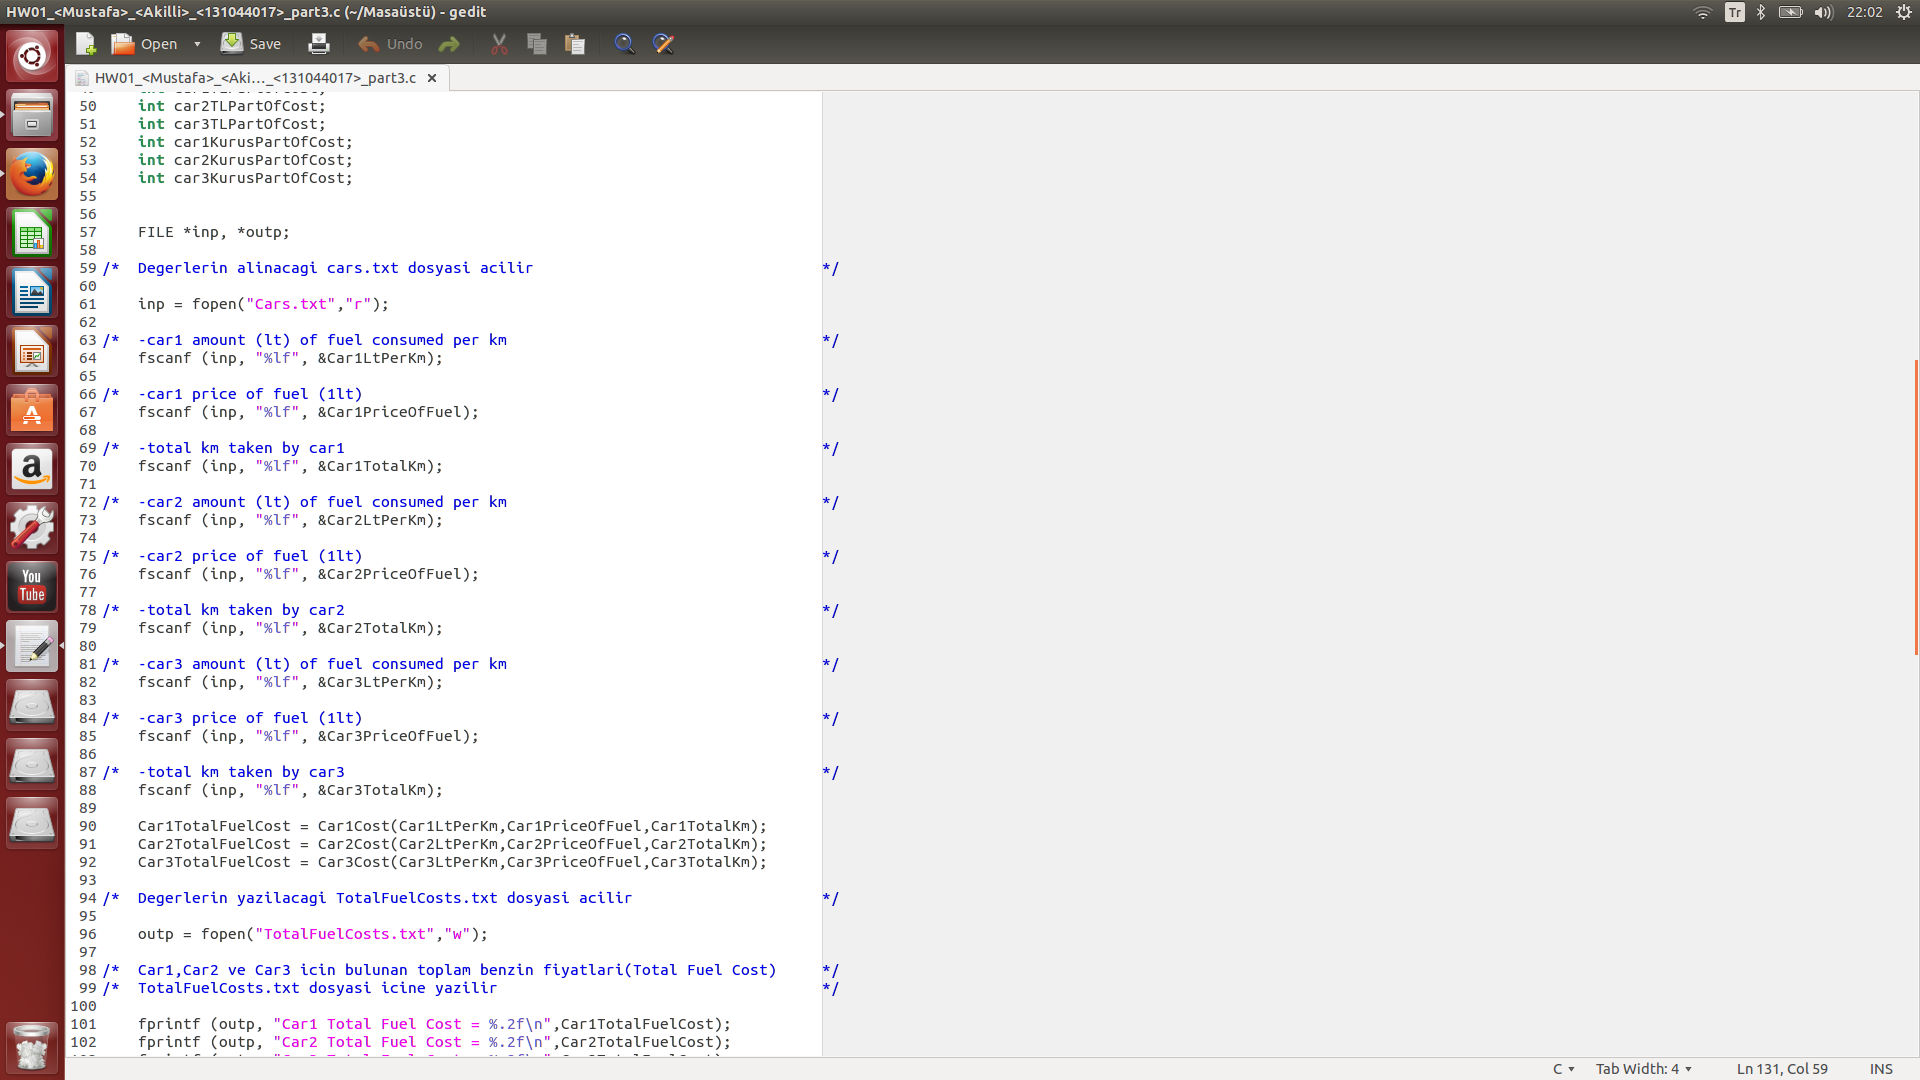 HW01_<Mustafa>_<Akilli>_<131044017>_part3.c (~/Masaüstü) - gedit
Tr
22:02
Open
Save
Undo
HW01_<Mustafa>_<Aki..._<131044017>_part3.c
50 int car2TLPartOfCost;
51 int car3TLPartOfCost;
52 int car1KurusPartOfCost;
53 int car2KurusPartOfCost;
54 int car3KurusPartOfCost;
55
56
57 FILE *inp, *outp;
58
59 /* Degerlerin alinacagi cars.txt dosyasi acilir */
60
61 inp = fopen("Cars.txt","r");
62
63 /* -car1 amount (lt) of fuel consumed per km */
64 fscanf (inp, "%lf", &Car1LtPerKm);
65
66 /* -car1 price of fuel (1lt) */
67 fscanf (inp, "%lf", &Car1PriceOfFuel);
68
69 /* -total km taken by car1 */
70 fscanf (inp, "%lf", &Car1TotalKm);
71
72 /* -car2 amount (lt) of fuel consumed per km */
73 fscanf (inp, "%lf", &Car2LtPerKm);
74
75 /* -car2 price of fuel (1lt) */
76 fscanf (inp, "%lf", &Car2PriceOfFuel);
77
78 /* -total km taken by car2 */
79 fscanf (inp, "%lf", &Car2TotalKm);
80
81 /* -car3 amount (lt) of fuel consumed per km */
82 fscanf (inp, "%lf", &Car3LtPerKm);
83
84 /* -car3 price of fuel (1lt) */
85 fscanf (inp, "%lf", &Car3PriceOfFuel);
86
87 /* -total km taken by car3 */
88 fscanf (inp, "%lf", &Car3TotalKm);
89
90 Car1TotalFuelCost = Car1Cost(Car1LtPerKm,Car1PriceOfFuel,Car1TotalKm);
91 Car2TotalFuelCost = Car2Cost(Car2LtPerKm,Car2PriceOfFuel,Car2TotalKm);
92 Car3TotalFuelCost = Car3Cost(Car3LtPerKm,Car3PriceOfFuel,Car3TotalKm);
93
94 /* Degerlerin yazilacagi TotalFuelCosts.txt dosyasi acilir */
95
96 outp = fopen("TotalFuelCosts.txt","w");
97
98 /* Car1,Car2 ve Car3 icin bulunan toplam benzin fiyatlari(Total Fuel Cost) */
99 /* TotalFuelCosts.txt dosyasi icine yazilir */
100
101 fprintf (outp, "Car1 Total Fuel Cost = %.2f\n",Car1TotalFuelCost);
102 fprintf (outp, "Car2 Total Fuel Cost = %.2f\n",Car2TotalFuelCost);
a
You Tube
C
Tab Width: 4
Ln 131, Col 59
INS